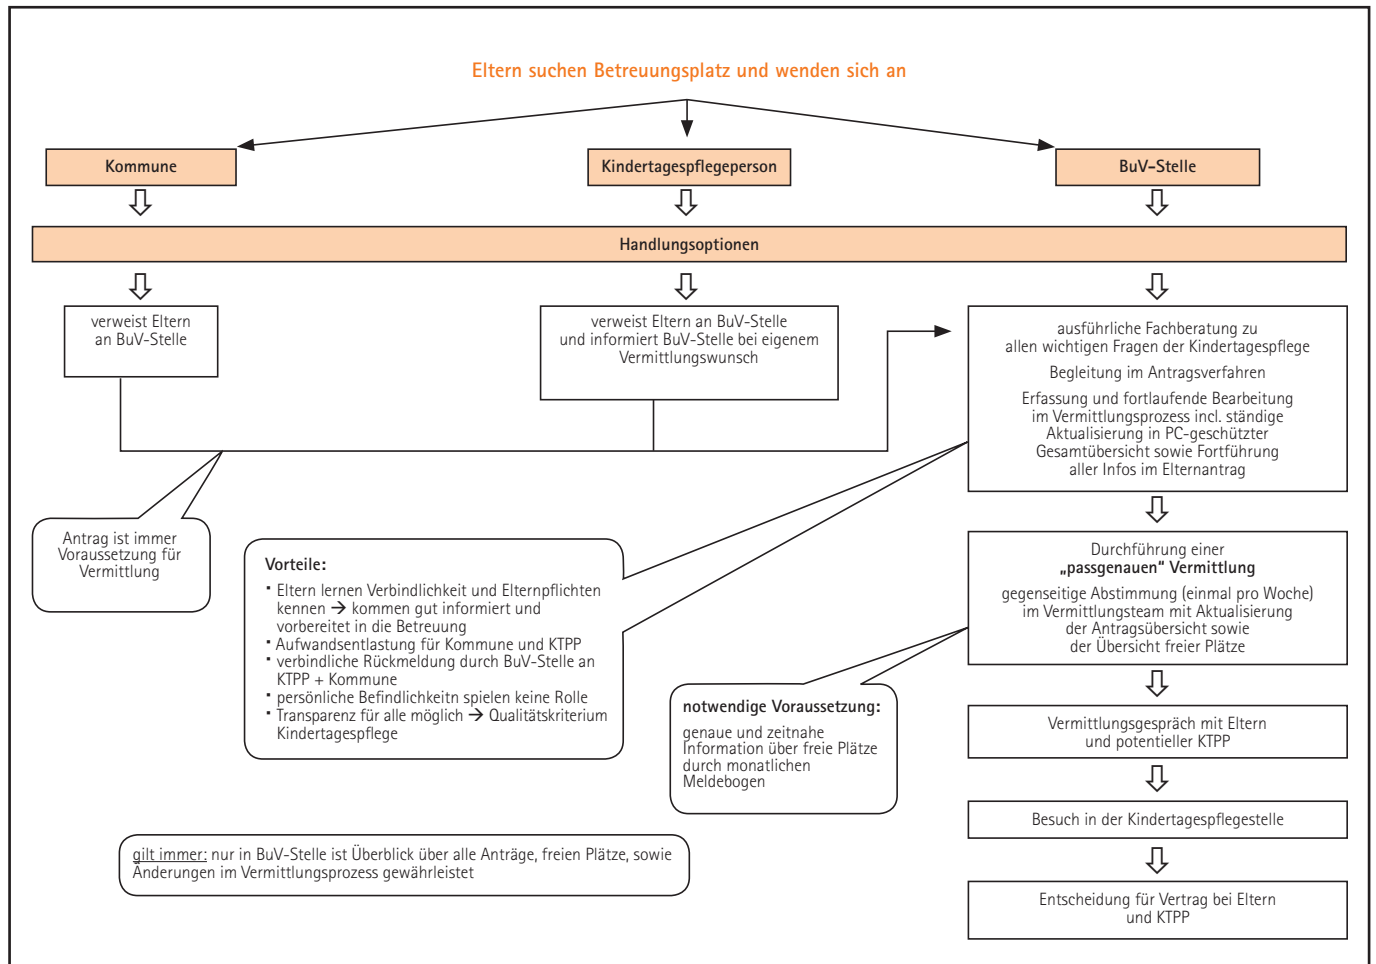 Eltern suchen Betreuungsplatz und wenden sich an
Kommune
Kindertagespflegeperson
BuV-Stelle
Handlungsoptionen
verweist Eltern
an BuV-Stelle
verweist Eltern an BuV-Stelle
und informiert BuV-Stelle bei eigenem
Vermittlungswunsch
ausführliche Fachberatung zu
allen wichtigen Fragen der Kindertagespflege
Begleitung im Antragsverfahren
Erfassung und fortlaufende Bearbeitung
im Vermittlungsprozess incl. ständige
Aktualisierung in PC-geschützter
Gesamtübersicht sowie Fortführung
aller Infos im Elternantrag
Antrag ist immer
Voraussetzung für
Vermittlung
Vorteile:
▪ Eltern lernen Verbindlichkeit und Elternpflichten
kennen → kommen gut informiert und
vorbereitet in die Betreuung
▪ Aufwandsentlastung für Kommune und KTPP
▪ verbindliche Rückmeldung durch BuV-Stelle an
KTPP + Kommune
▪ persönliche Befindlichkeitn spielen keine Rolle
▪ Transparenz für alle möglich → Qualitätskriterium
Kindertagespflege
Durchführung einer
„passgenauen“ Vermittlung
gegenseitige Abstimmung (einmal pro Woche)
im Vermittlungsteam mit Aktualisierung
der Antragsübersicht sowie
der Übersicht freier Plätze
notwendige Voraussetzung:
genaue und zeitnahe
Information über freie Plätze
durch monatlichen
Meldebogen
Vermittlungsgespräch mit Eltern
und potentieller KTPP
Besuch in der Kindertagespflegestelle
Entscheidung für Vertrag bei Eltern
und KTPP
gilt immer: nur in BuV-Stelle ist Überblick über alle Anträge, freien Plätze, sowie
Änderungen im Vermittlungsprozess gewährleistet